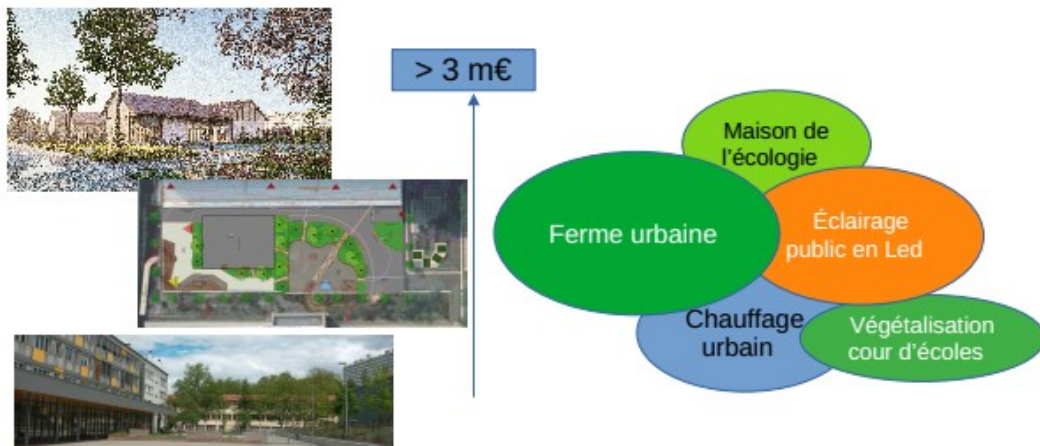 > 3 m€
Maison de
l'écologie
Ferme urbaine
Éclairage
public en Led
Chauffage
urbain
Végétalisation
cour d'écoles